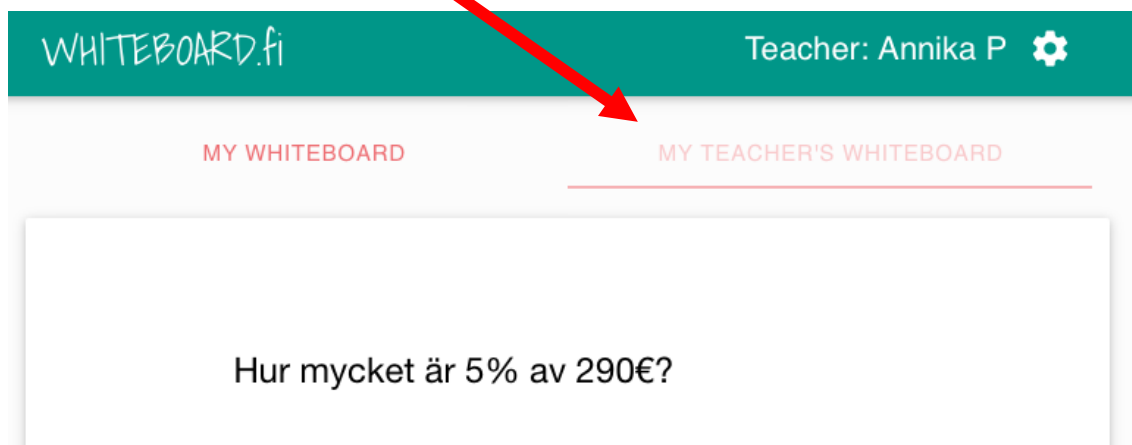 WHITEBOARD.fi
Teacher: Annika P
MY WHITEBOARD
MY TEACHER'S WHITEBOARD
Hur mycket är 5% av 290€?